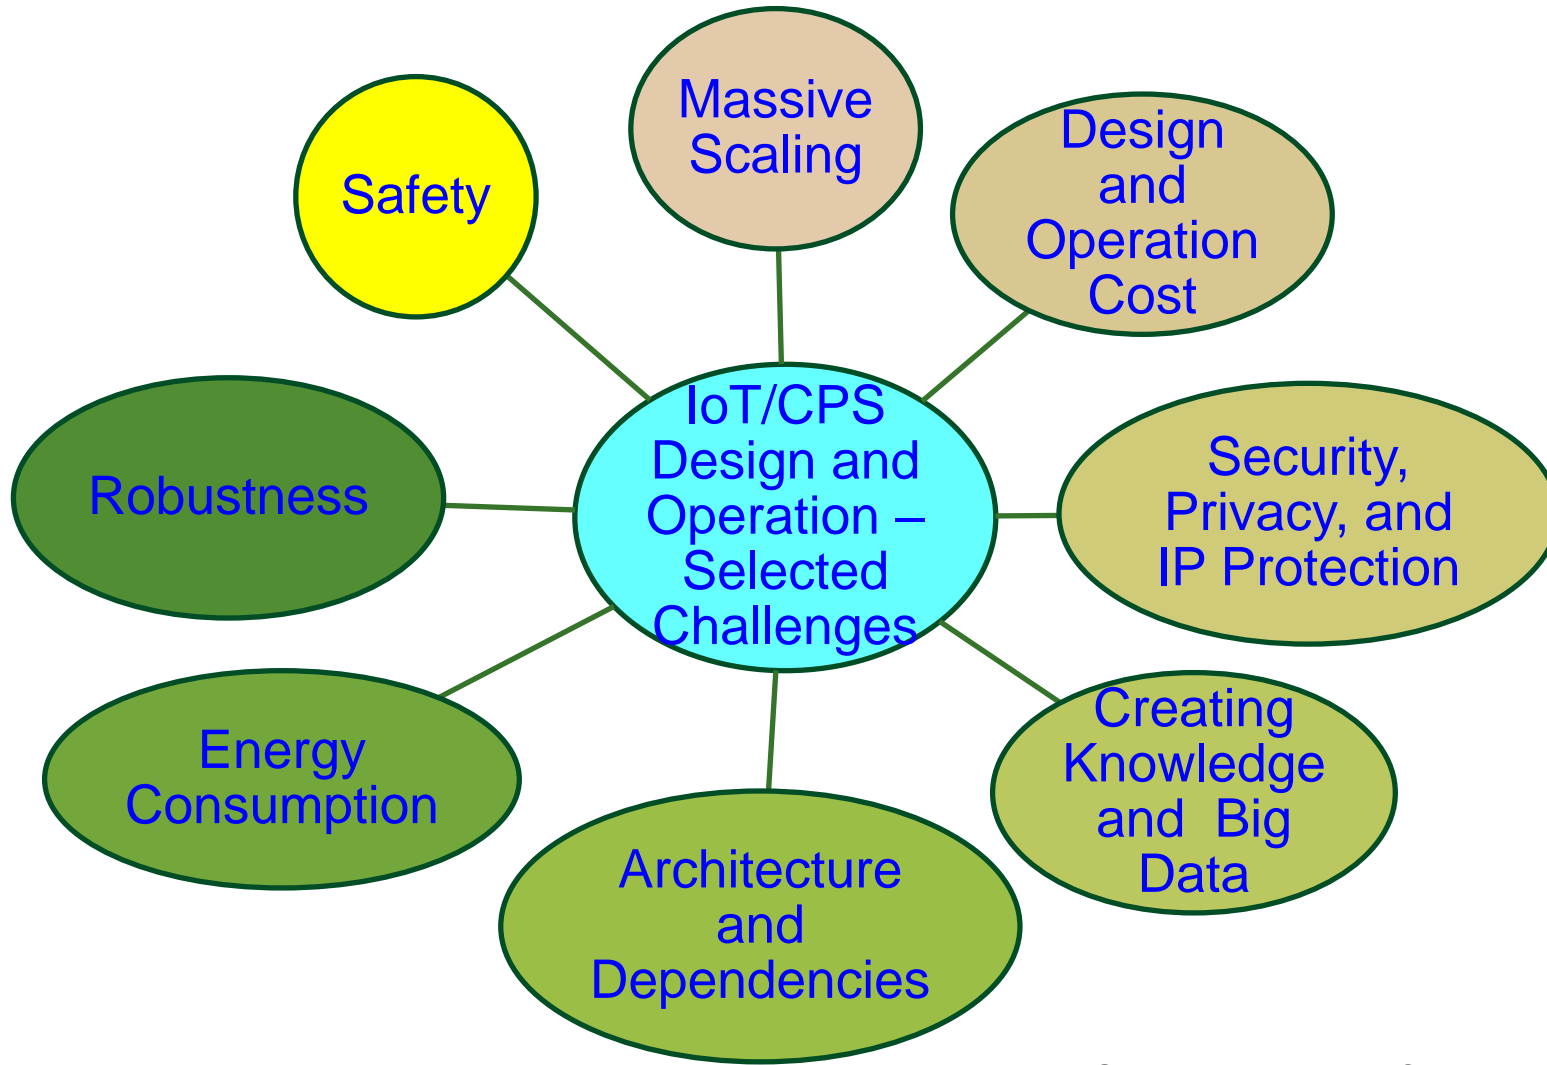 Massive
Scaling
Design
and
Operation
Cost
Safety
IoT/CPS
Design and
Operation –
Selected
Challenges
Security,
Privacy, and
IP Protection
Robustness
Creating
Knowledge
and  Big
Data
Energy
Consumption
Architecture
and
Dependencies